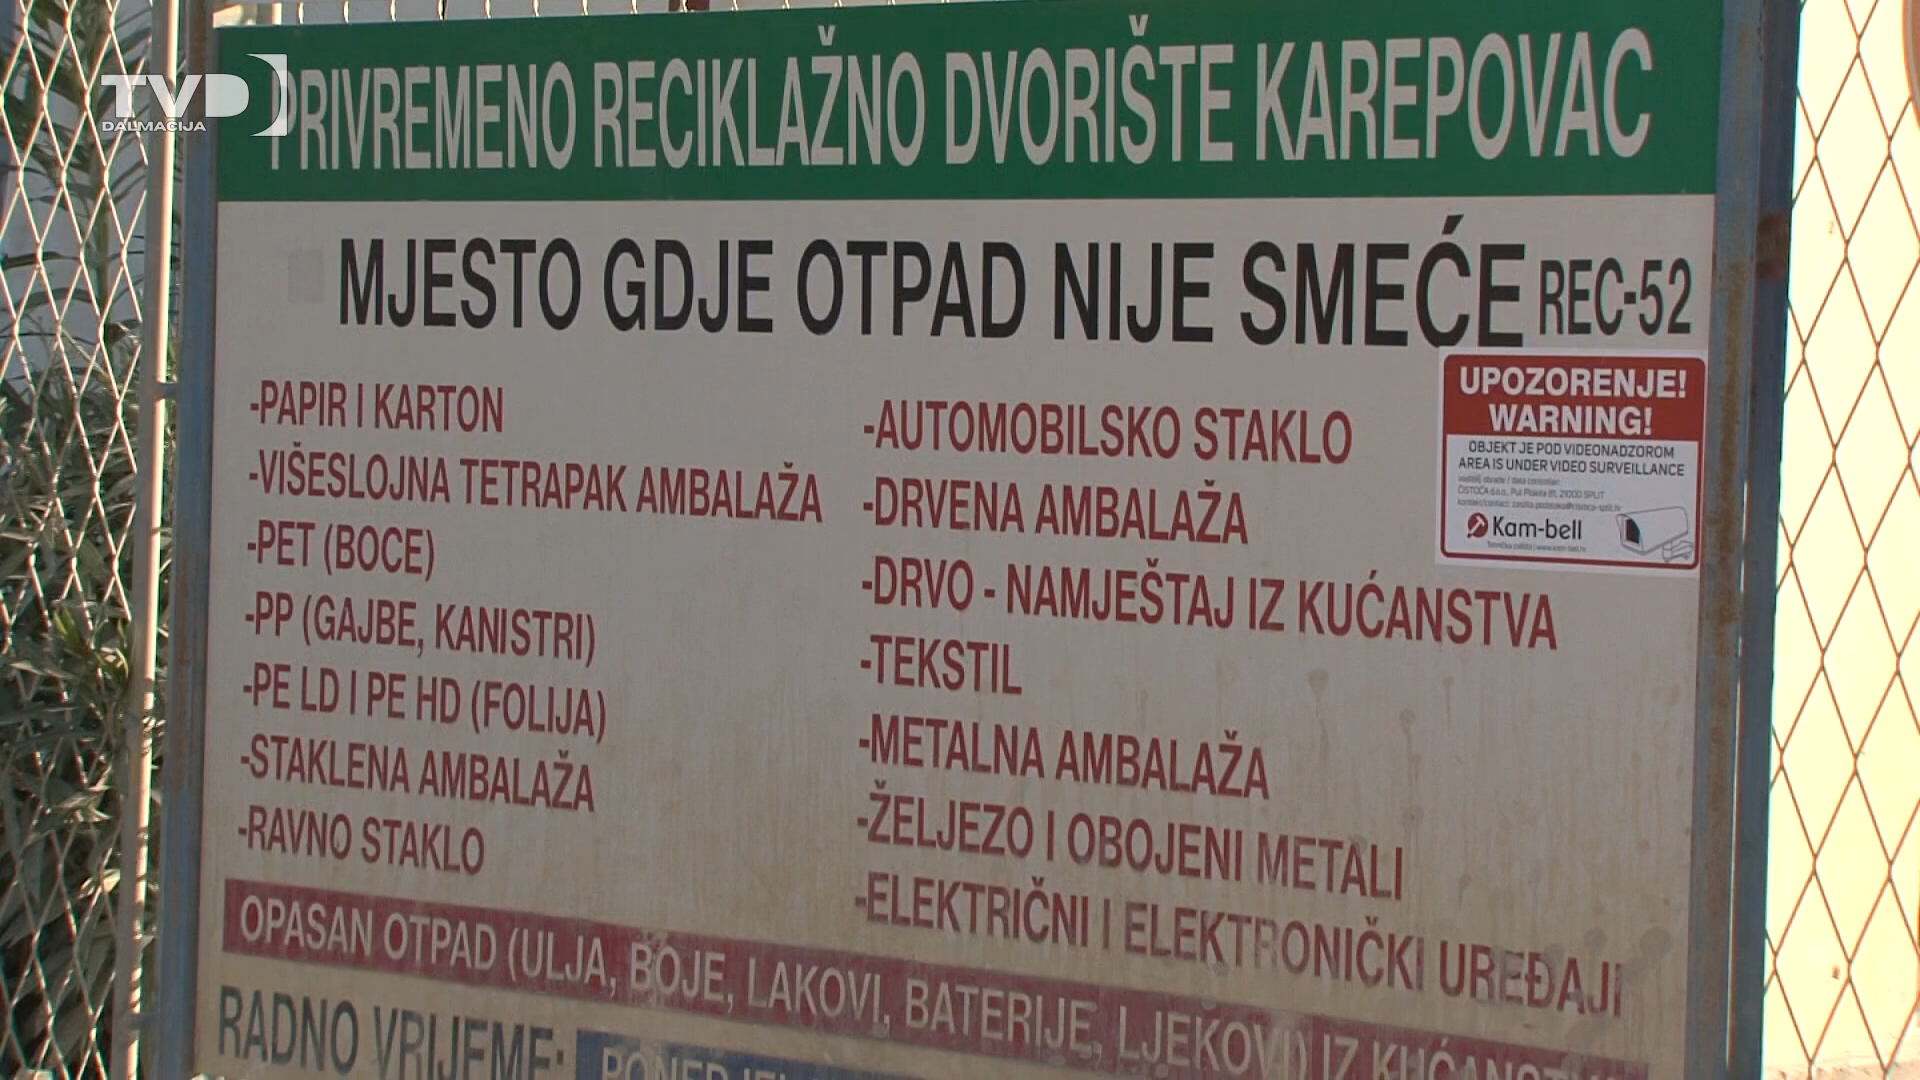 TVD
DALMACIJA
PRIVREMENO RECIKLAŽNO DVORIŠTE KAREPOVAC
MJESTO GDJE OTPAD NIJE SMEĆE REC-52
-PAPIR I KARTON
-VIŠESLOJNA TETRAPAK AMBALAŽA
-PET (BOCE)
-PP (GAJBE, KANISTRI)
-PE LD I PE HD (FOLIJA)
-STAKLENA AMBALAŽA
-RAVNO STAKLO
-AUTOMOBILSKO STAKLO
-DRVENA AMBALAŽA
-DRVO - NAMJEŠTAJ IZ KUĆANSTVA
-TEKSTIL
-METALNA AMBALAŽA
-ŽELJEZO I OBOJENI METALI
-ELEKTRIČNI I ELEKTRONIČKI UREĐAJI
UPOZORENJE!
WARNING!
OBJEKT JE POD VIDEONADZOROM
AREA IS UNDER VIDEO SURVEILLANCE
voditelj obrade / data controller:
ČISTOĆA d.o.o., Put Plokita 81, 21000 SPLIT
Kam-bell
OPASAN OTPAD (ULJA, BOJE, LAKOVI, BATERIJE, LJEKOVI) IZ KUĆANSTVA
RADNO VRIJEME: